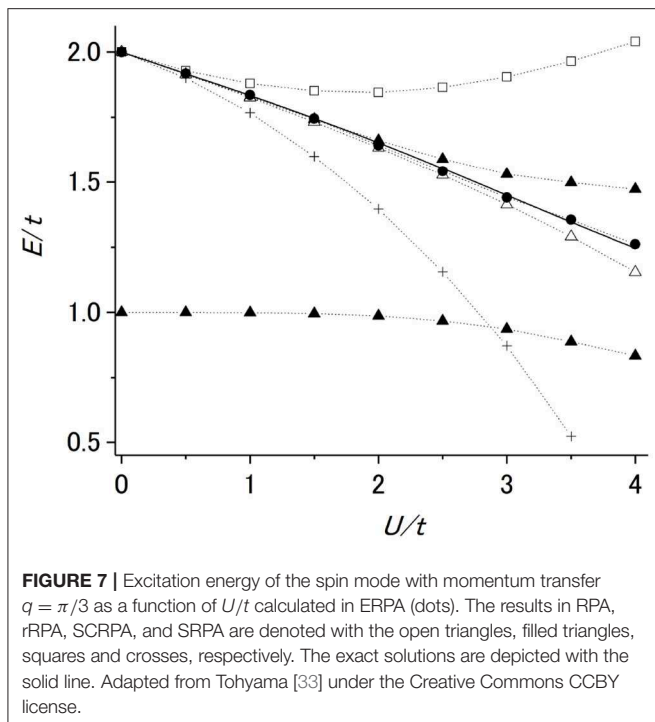 2.0
1.5
1.0
0.5
E/t
0 1 2 3 4
U/t
FIGURE 7 | Excitation energy of the spin mode with momentum transfer
q = π/3 as a function of U/t calculated in ERPA (dots). The results in RPA,
rRPA, SCRPA, and SRPA are denoted with the open triangles, filled triangles,
squares and crosses, respectively. The exact solutions are depicted with the
solid line. Adapted from Tohyama [33] under the Creative Commons CCBY
license.